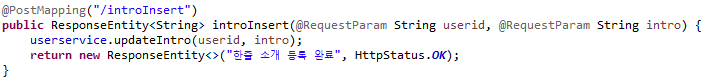 @PostMapping("/introInsert")
public ResponseEntity<String> introInsert(@RequestParam String userid, @RequestParam String intro) {
    userservice.updateIntro(userid, intro);
    return new ResponseEntity<>("한줄 소개 등록 완료", HttpStatus.OK);
}